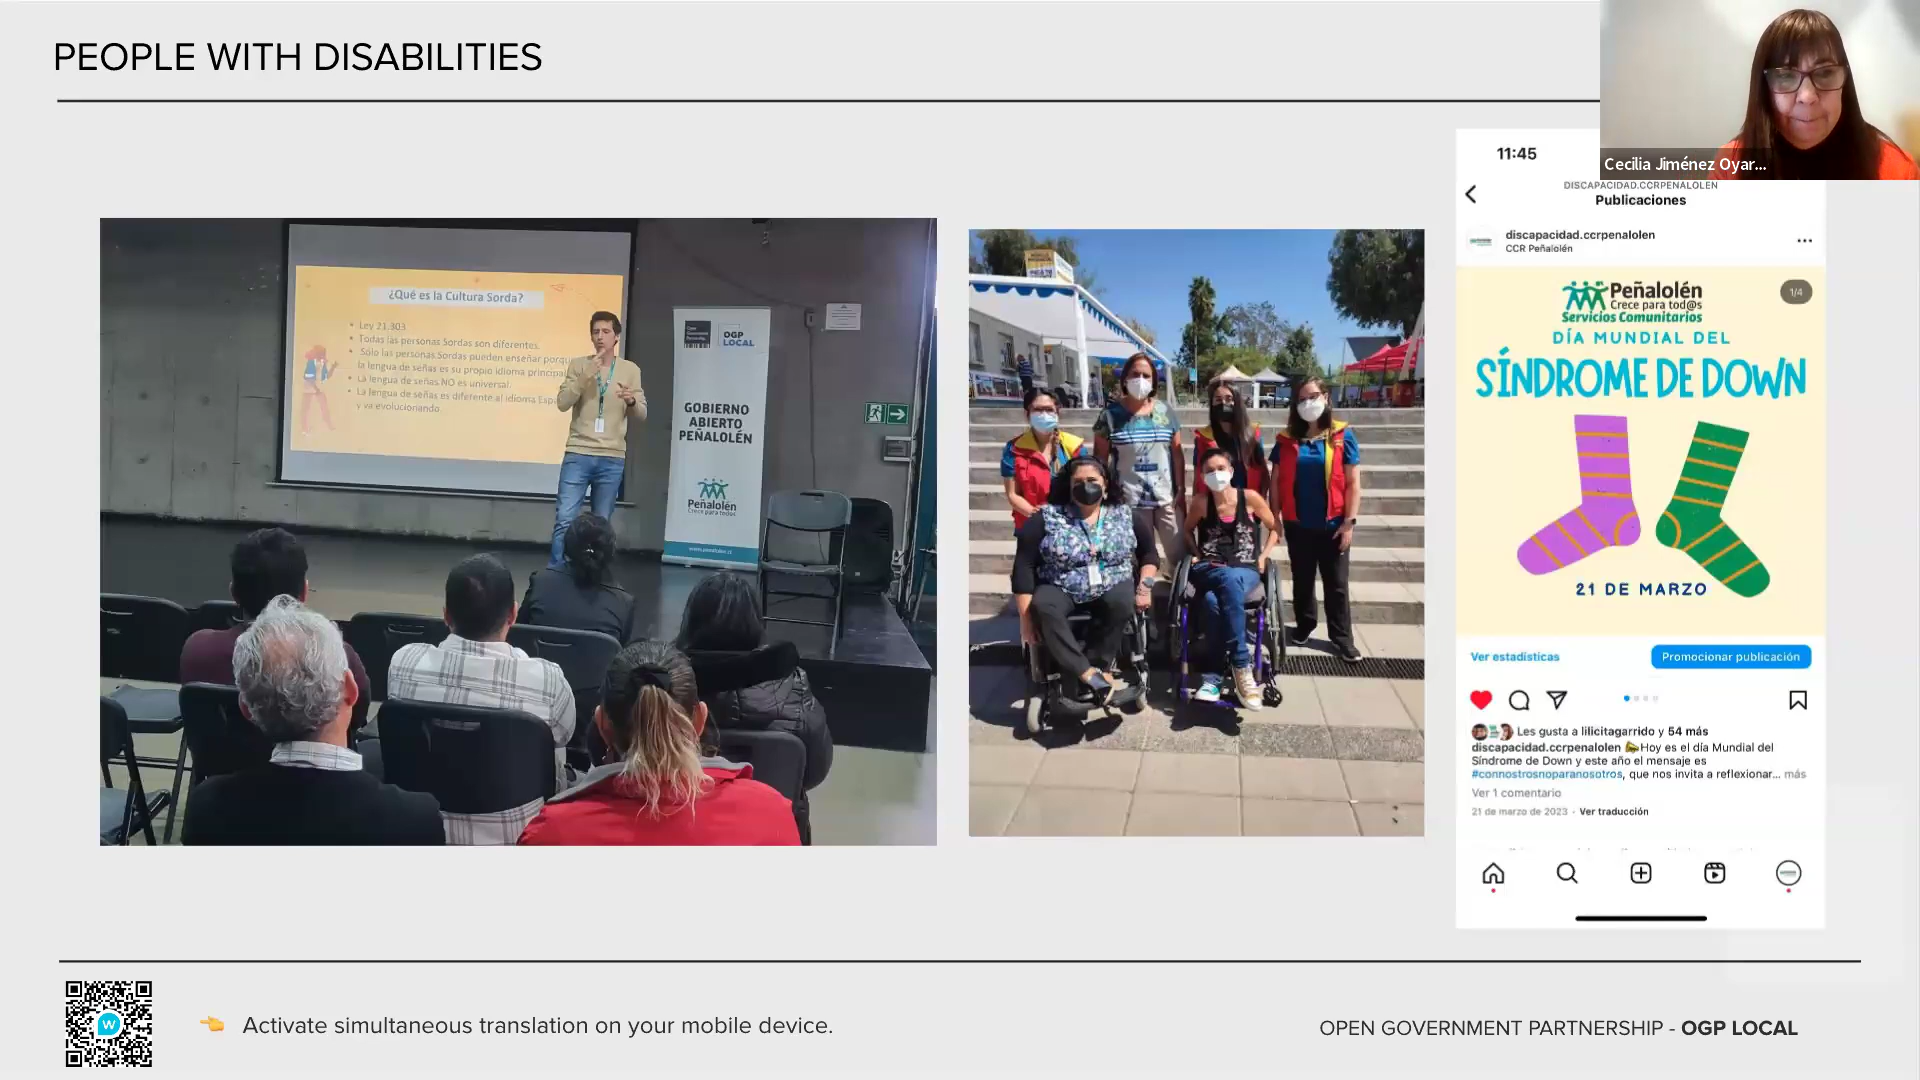 PEOPLE WITH DISABILITIES
Cecilia Jiménez Oyar...
¿Qué es la Cultura Sorda?
• Ley 21.303.
• Todas las personas Sordas son diferentes.
• Sólo las personas Sordas pueden enseñar porqu
la lengua de señas es su propio idioma principal
• La lengua de señas NO es universal.
• La lengua de señas es diferente al idioma Esp
y va evolucionando.
OGP
LOCAL
GOBIERNO
ABIERTO
PEÑALOLÉN
Peñalolén
Crece para todos
www.penalolen.cl
11:45
DISCAPACIDAD.CCRPENALOLEN
Publicaciones
discapacidad.ccrpenalolen
CCR Peñalolén
Peñalolén
Crece para tod@s
Servicios Comunitarios
1/4
DÍA MUNDIAL DEL
SÍNDROME DE DOWN
21 DE MARZO
Ver estadísticas
Promocionar publicación
Les gusta a lilicitagarrido y 54 más
discapacidad.ccrpenalolen 📣Hoy es el día Mundial del
Síndrome de Down y este año el mensaje es
#connostrosnoparanosotros, que nos invita a reflexionar... más
Ver 1 comentario
21 de marzo de 2023 · Ver traducción
W
👈 Activate simultaneous translation on your mobile device.
OPEN GOVERNMENT PARTNERSHIP - OGP LOCAL